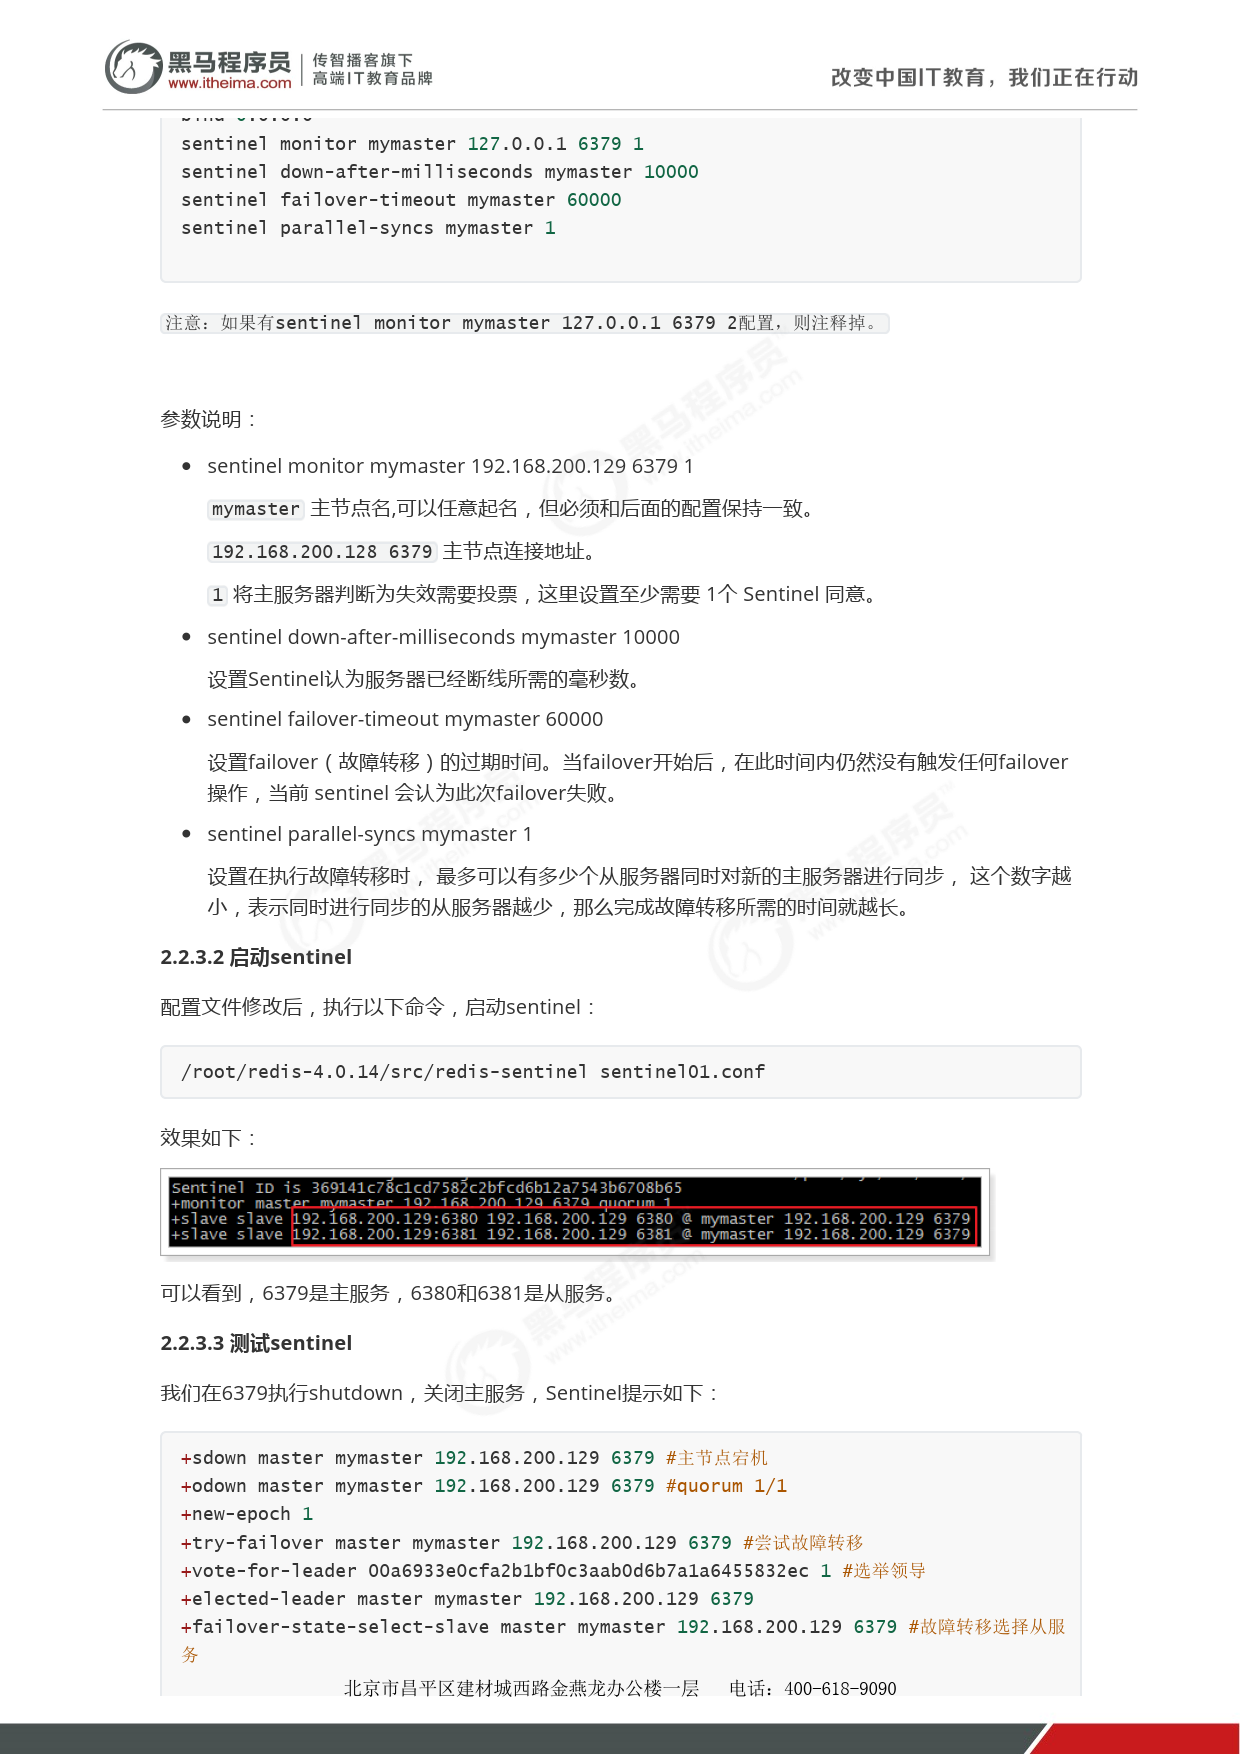 黑马程序员
www.itheima.com
传智播客旗下
高端IT教育品牌
改变中国IT教育，我们正在行动
bind 0.0.0.0
sentinel monitor mymaster 127.0.0.1 6379 1
sentinel down-after-milliseconds mymaster 10000
sentinel failover-timeout mymaster 60000
sentinel parallel-syncs mymaster 1
注意：如果有sentinel monitor mymaster 127.0.0.1 6379 2配置，则注释掉。
参数说明：
sentinel monitor mymaster 192.168.200.129 6379 1
mymaster 主节点名,可以任意起名，但必须和后面的配置保持一致。
192.168.200.128 6379 主节点连接地址。
1 将主服务器判断为失效需要投票，这里设置至少需要 1个 Sentinel 同意。
sentinel down-after-milliseconds mymaster 10000
设置Sentinel认为服务器已经断线所需的毫秒数。
sentinel failover-timeout mymaster 60000
设置failover（故障转移）的过期时间。当failover开始后，在此时间内仍然没有触发任何failover
操作，当前 sentinel 会认为此次failover失败。
sentinel parallel-syncs mymaster 1
设置在执行故障转移时， 最多可以有多少个从服务器同时对新的主服务器进行同步， 这个数字越
小，表示同时进行同步的从服务器越少，那么完成故障转移所需的时间就越长。
2.2.3.2 启动sentinel
配置文件修改后，执行以下命令，启动sentinel：
/root/redis-4.0.14/src/redis-sentinel sentinel01.conf
效果如下：
Sentinel ID is 369141c78c1cd7582c2bfcd6b12a7543b6708b65
+monitor master mymaster 192.168.200.129 6379 quorum 1
+slave slave 192.168.200.129:6380 192.168.200.129 6380 @ mymaster 192.168.200.129 6379
+slave slave 192.168.200.129:6381 192.168.200.129 6381 @ mymaster 192.168.200.129 6379
可以看到，6379是主服务，6380和6381是从服务。
2.2.3.3 测试sentinel
我们在6379执行shutdown，关闭主服务，Sentinel提示如下：
+sdown master mymaster 192.168.200.129 6379 #主节点宕机
+odown master mymaster 192.168.200.129 6379 #quorum 1/1
+new-epoch 1
+try-failover master mymaster 192.168.200.129 6379 #尝试故障转移
+vote-for-leader 00a6933e0cfa2b1bf0c3aab0d6b7a1a6455832ec 1 #选举领导
+elected-leader master mymaster 192.168.200.129 6379
+failover-state-select-slave master mymaster 192.168.200.129 6379 #故障转移选择从服
务
北京市昌平区建材城西路金燕龙办公楼一层 电话：400-618-9090